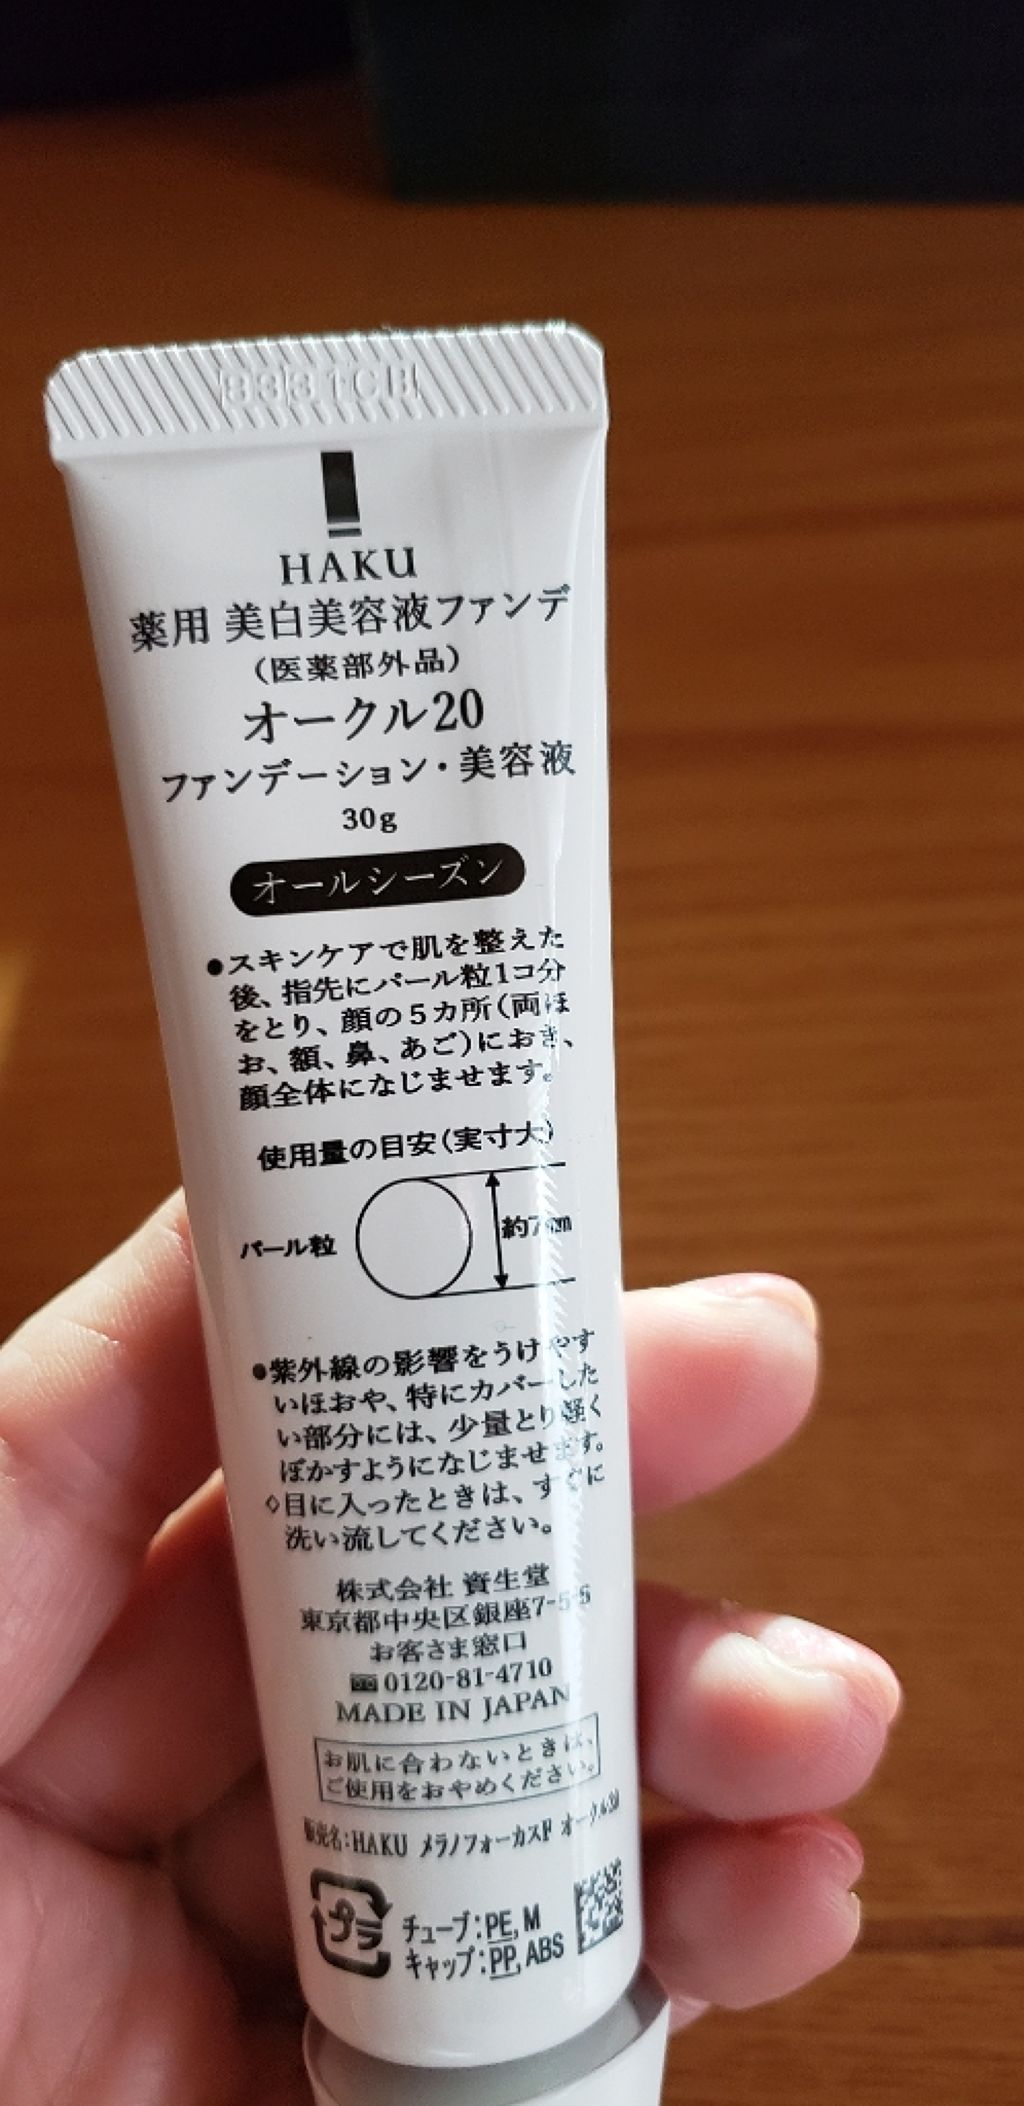 HAKU
薬用 美白美容液ファンデ
(医薬部外品)
オークル20
ファンデーション・美容液
30g
オールシーズン
●スキンケアで肌を整えた
後、指先にパール粒1コ分
をとり、顔の5カ所(両ほ
お、額、鼻、あご)におき、
顔全体になじませます。
使用量の目安(実寸大)
パール粒
約7mm
●紫外線の影響をうけやす
いほおや、特にカバーした
い部分には、少量とり軽く
ぼかすようになじませます。
◇目に入ったときは、すぐに
洗い流してください。
株式会社 資生堂
東京都中央区銀座7-5-5
お客さま窓口
0120-81-4710
MADE IN JAPAN
お肌に合わないときは、
ご使用をおやめください。
販売名:HAKU メラノフォーカスF オークル20
プラ
チューブ:PE, M
キャップ:PP, ABS